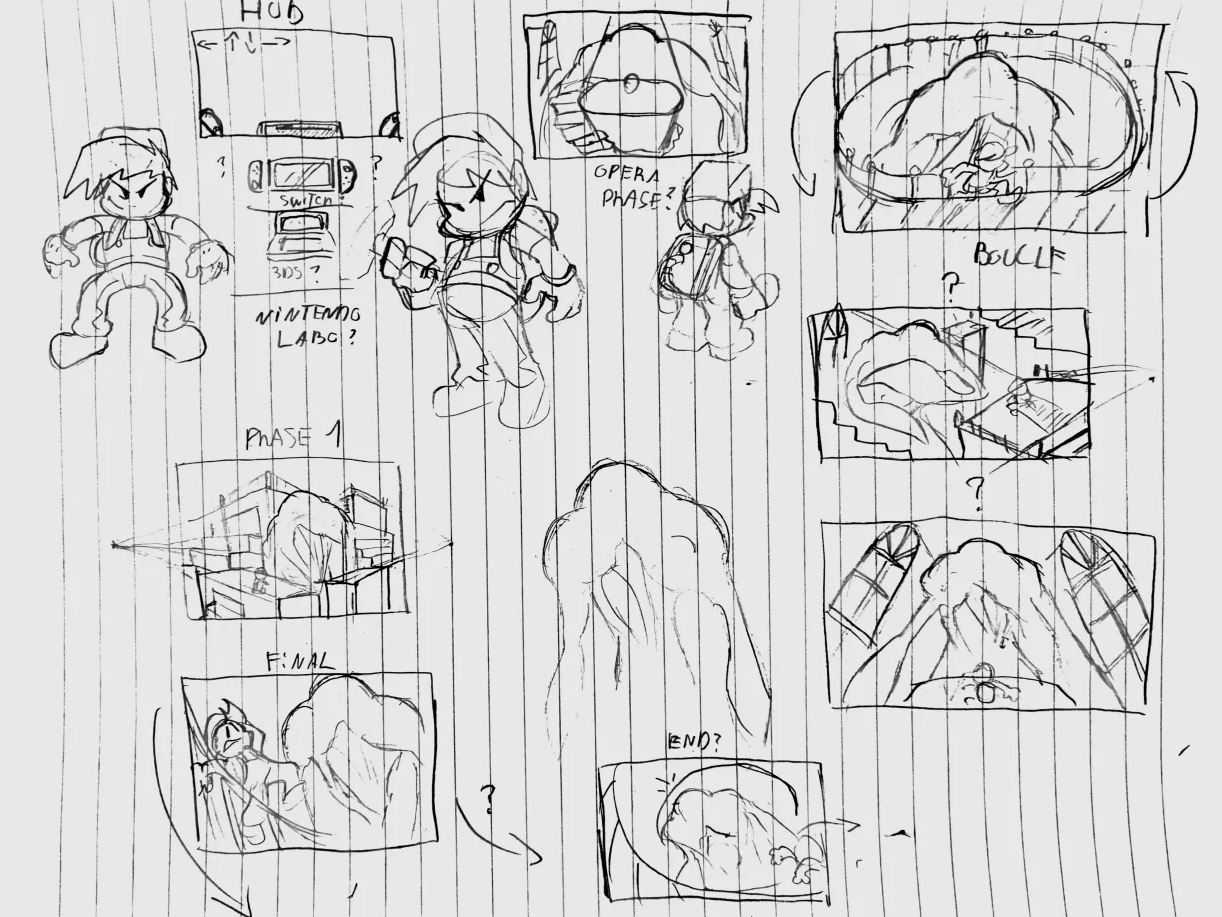 HUD
?
?
SWITCH?
3DS ?
NINTENDO
LABO ?
OPERA
PHASE?
BOUCLE
?
?
PHASE 1
FINAL
?
END?